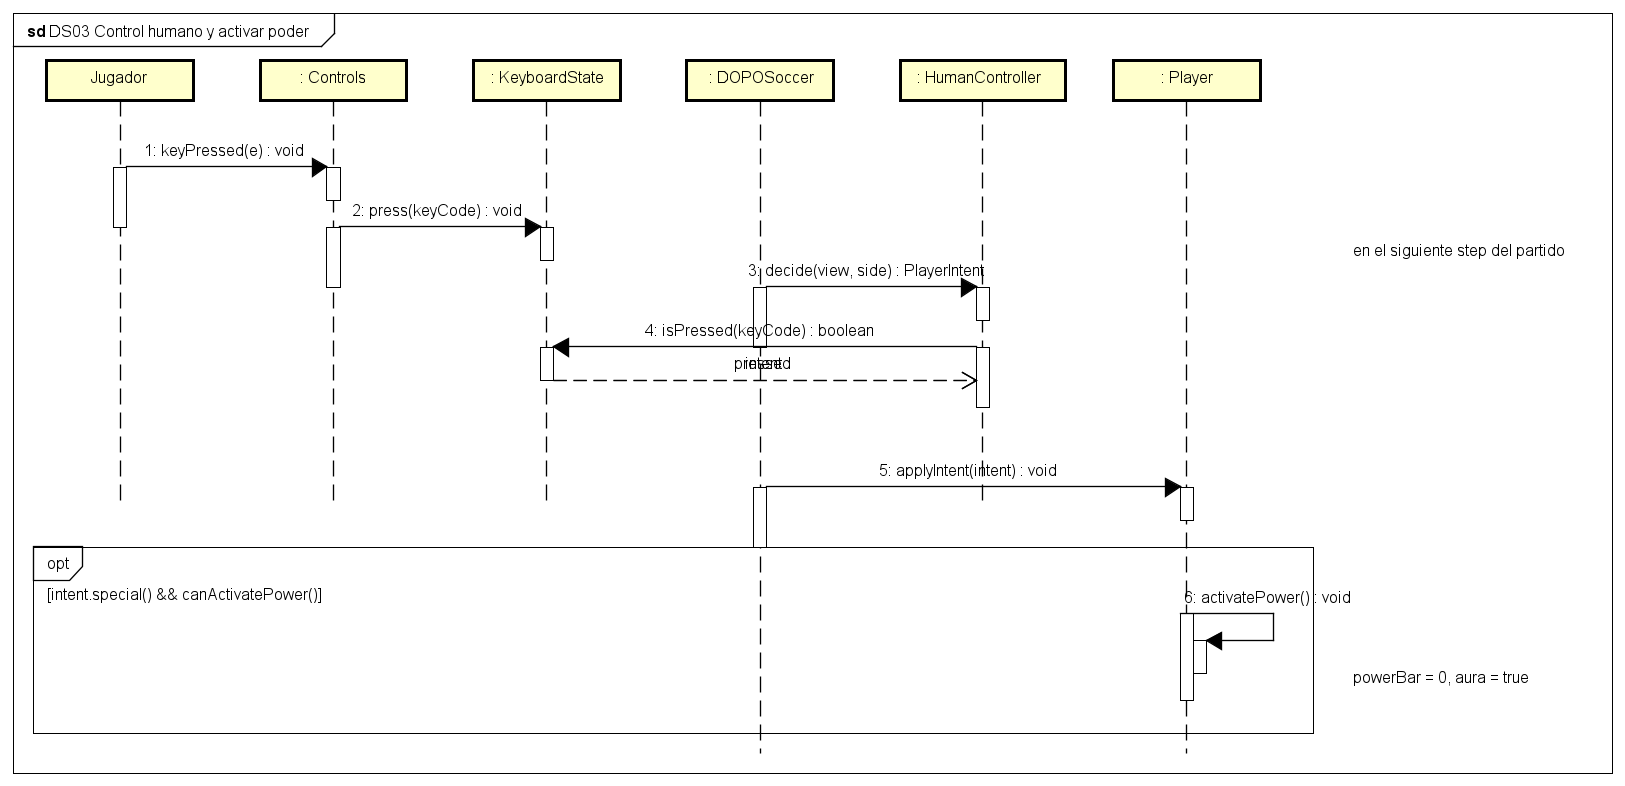 sd DS03 Control humano y activar poder
Jugador
: Controls
: KeyboardState
: DOPOSoccer
: HumanController
: Player
1: keyPressed(e) : void
2: press(keyCode) : void
en el siguiente step del partido
3: decide(view, side) : PlayerIntent
4: isPressed(keyCode) : boolean
pressed
intent
5: applyIntent(intent) : void
opt
[intent.special() && canActivatePower()]
6: activatePower() : void
powerBar = 0, aura = true